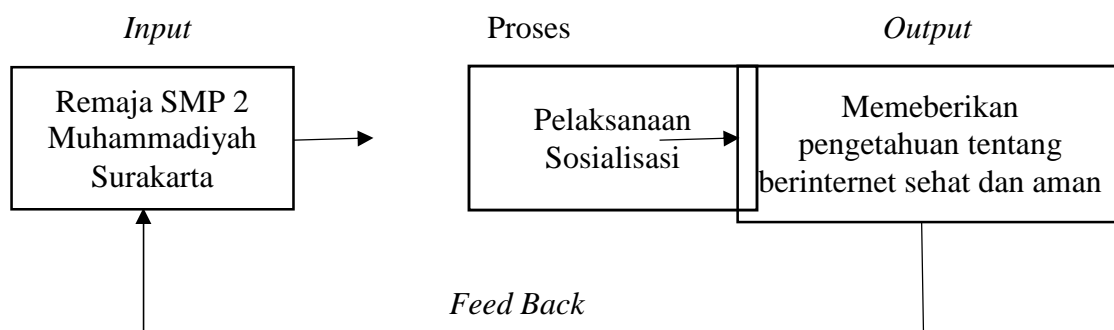 Input
Proses
Output
Remaja SMP 2
Muhammadiyah
Surakarta
Pelaksanaan
Sosialisasi
Memeberikan
pengetahuan tentang
berinternet sehat dan aman
Feed Back